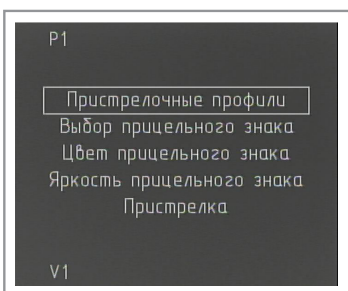 P1
Пристрелочные профили
Выбор прицельного знака
Цвет прицельного знака
Яркость прицельного знака
Пристрелка
V1